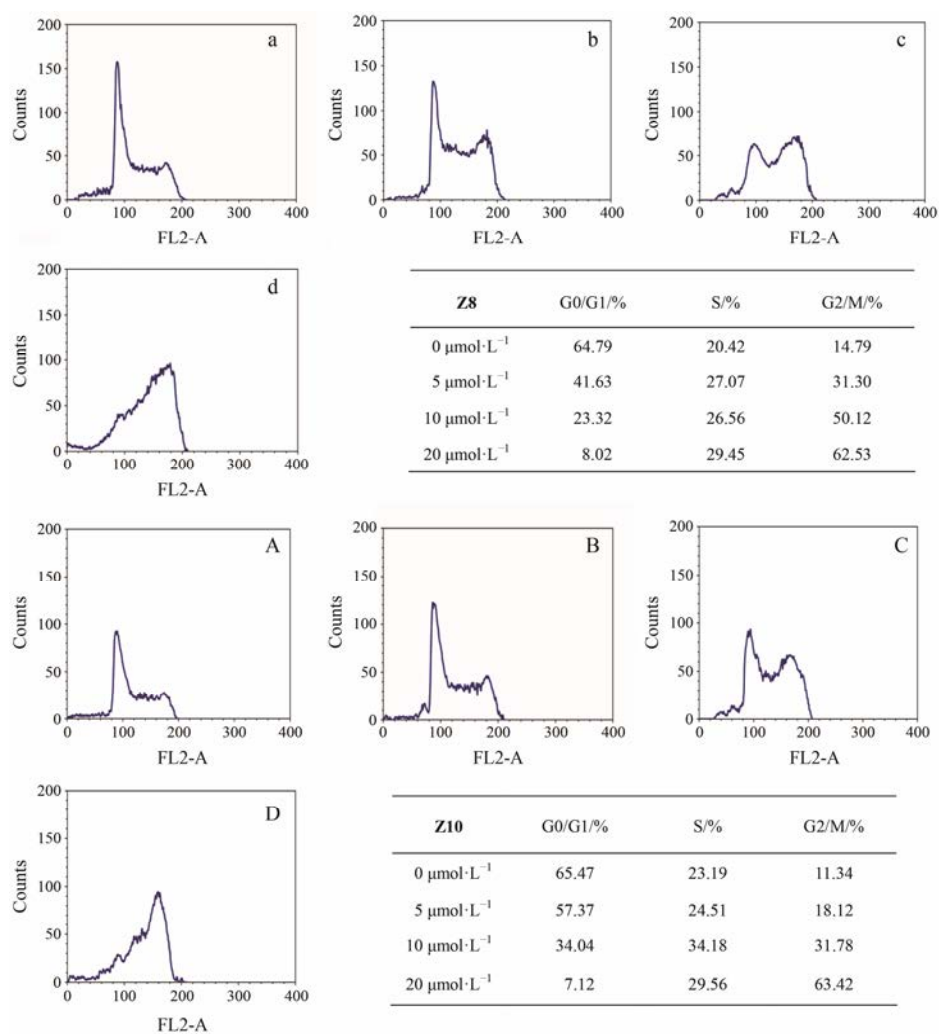 a
200
150
100
50
0
Counts
0 100 200 300 400
FL2-A
b
200
150
100
50
0
Counts
0 100 200 300 400
FL2-A
c
200
150
100
50
0
Counts
0 100 200 300 400
FL2-A
d
200
150
100
50
0
Counts
0 100 200 300 400
FL2-A
Z8 G0/G1/% S/% G2/M/%
0 μmol·L⁻¹ 64.79 20.42 14.79
5 μmol·L⁻¹ 41.63 27.07 31.30
10 μmol·L⁻¹ 23.32 26.56 50.12
20 μmol·L⁻¹ 8.02 29.45 62.53
A
200
150
100
50
0
Counts
0 100 200 300 400
FL2-A
B
200
150
100
50
0
Counts
0 100 200 300 400
FL2-A
C
200
150
100
50
0
Counts
0 100 200 300 400
FL2-A
D
200
150
100
50
0
Counts
0 100 200 300 400
FL2-A
Z10 G0/G1/% S/% G2/M/%
0 μmol·L⁻¹ 65.47 23.19 11.34
5 μmol·L⁻¹ 57.37 24.51 18.12
10 μmol·L⁻¹ 34.04 34.18 31.78
20 μmol·L⁻¹ 7.12 29.56 63.42